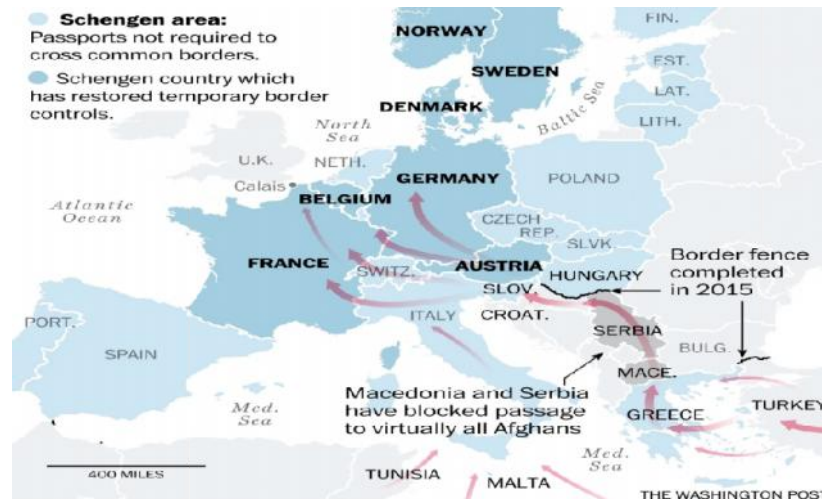 Schengen area:
Passports not required to
cross common borders.
Schengen country which
has restored temporary border
controls.
NORWAY
FIN.
SWEDEN
EST.
LAT.
LITH.
DENMARK
Baltic Sea
North
Sea
U.K.
NETH.
Calais
GERMANY
POLAND
BELGIUM
Atlantic
Ocean
CZECH
REP.
SLVK.
Border fence
completed
in 2015
FRANCE
SWITZ.
AUSTRIA
HUNGARY
SLOV.
CROAT.
ITALY
SERBIA
PORT.
SPAIN
BULG.
MACE.
Macedonia and Serbia
have blocked passage
to virtually all Afghans
Med.
Sea
GREECE
TURKEY
Med.
Sea
400 MILES
TUNISIA
MALTA
THE WASHINGTON POS